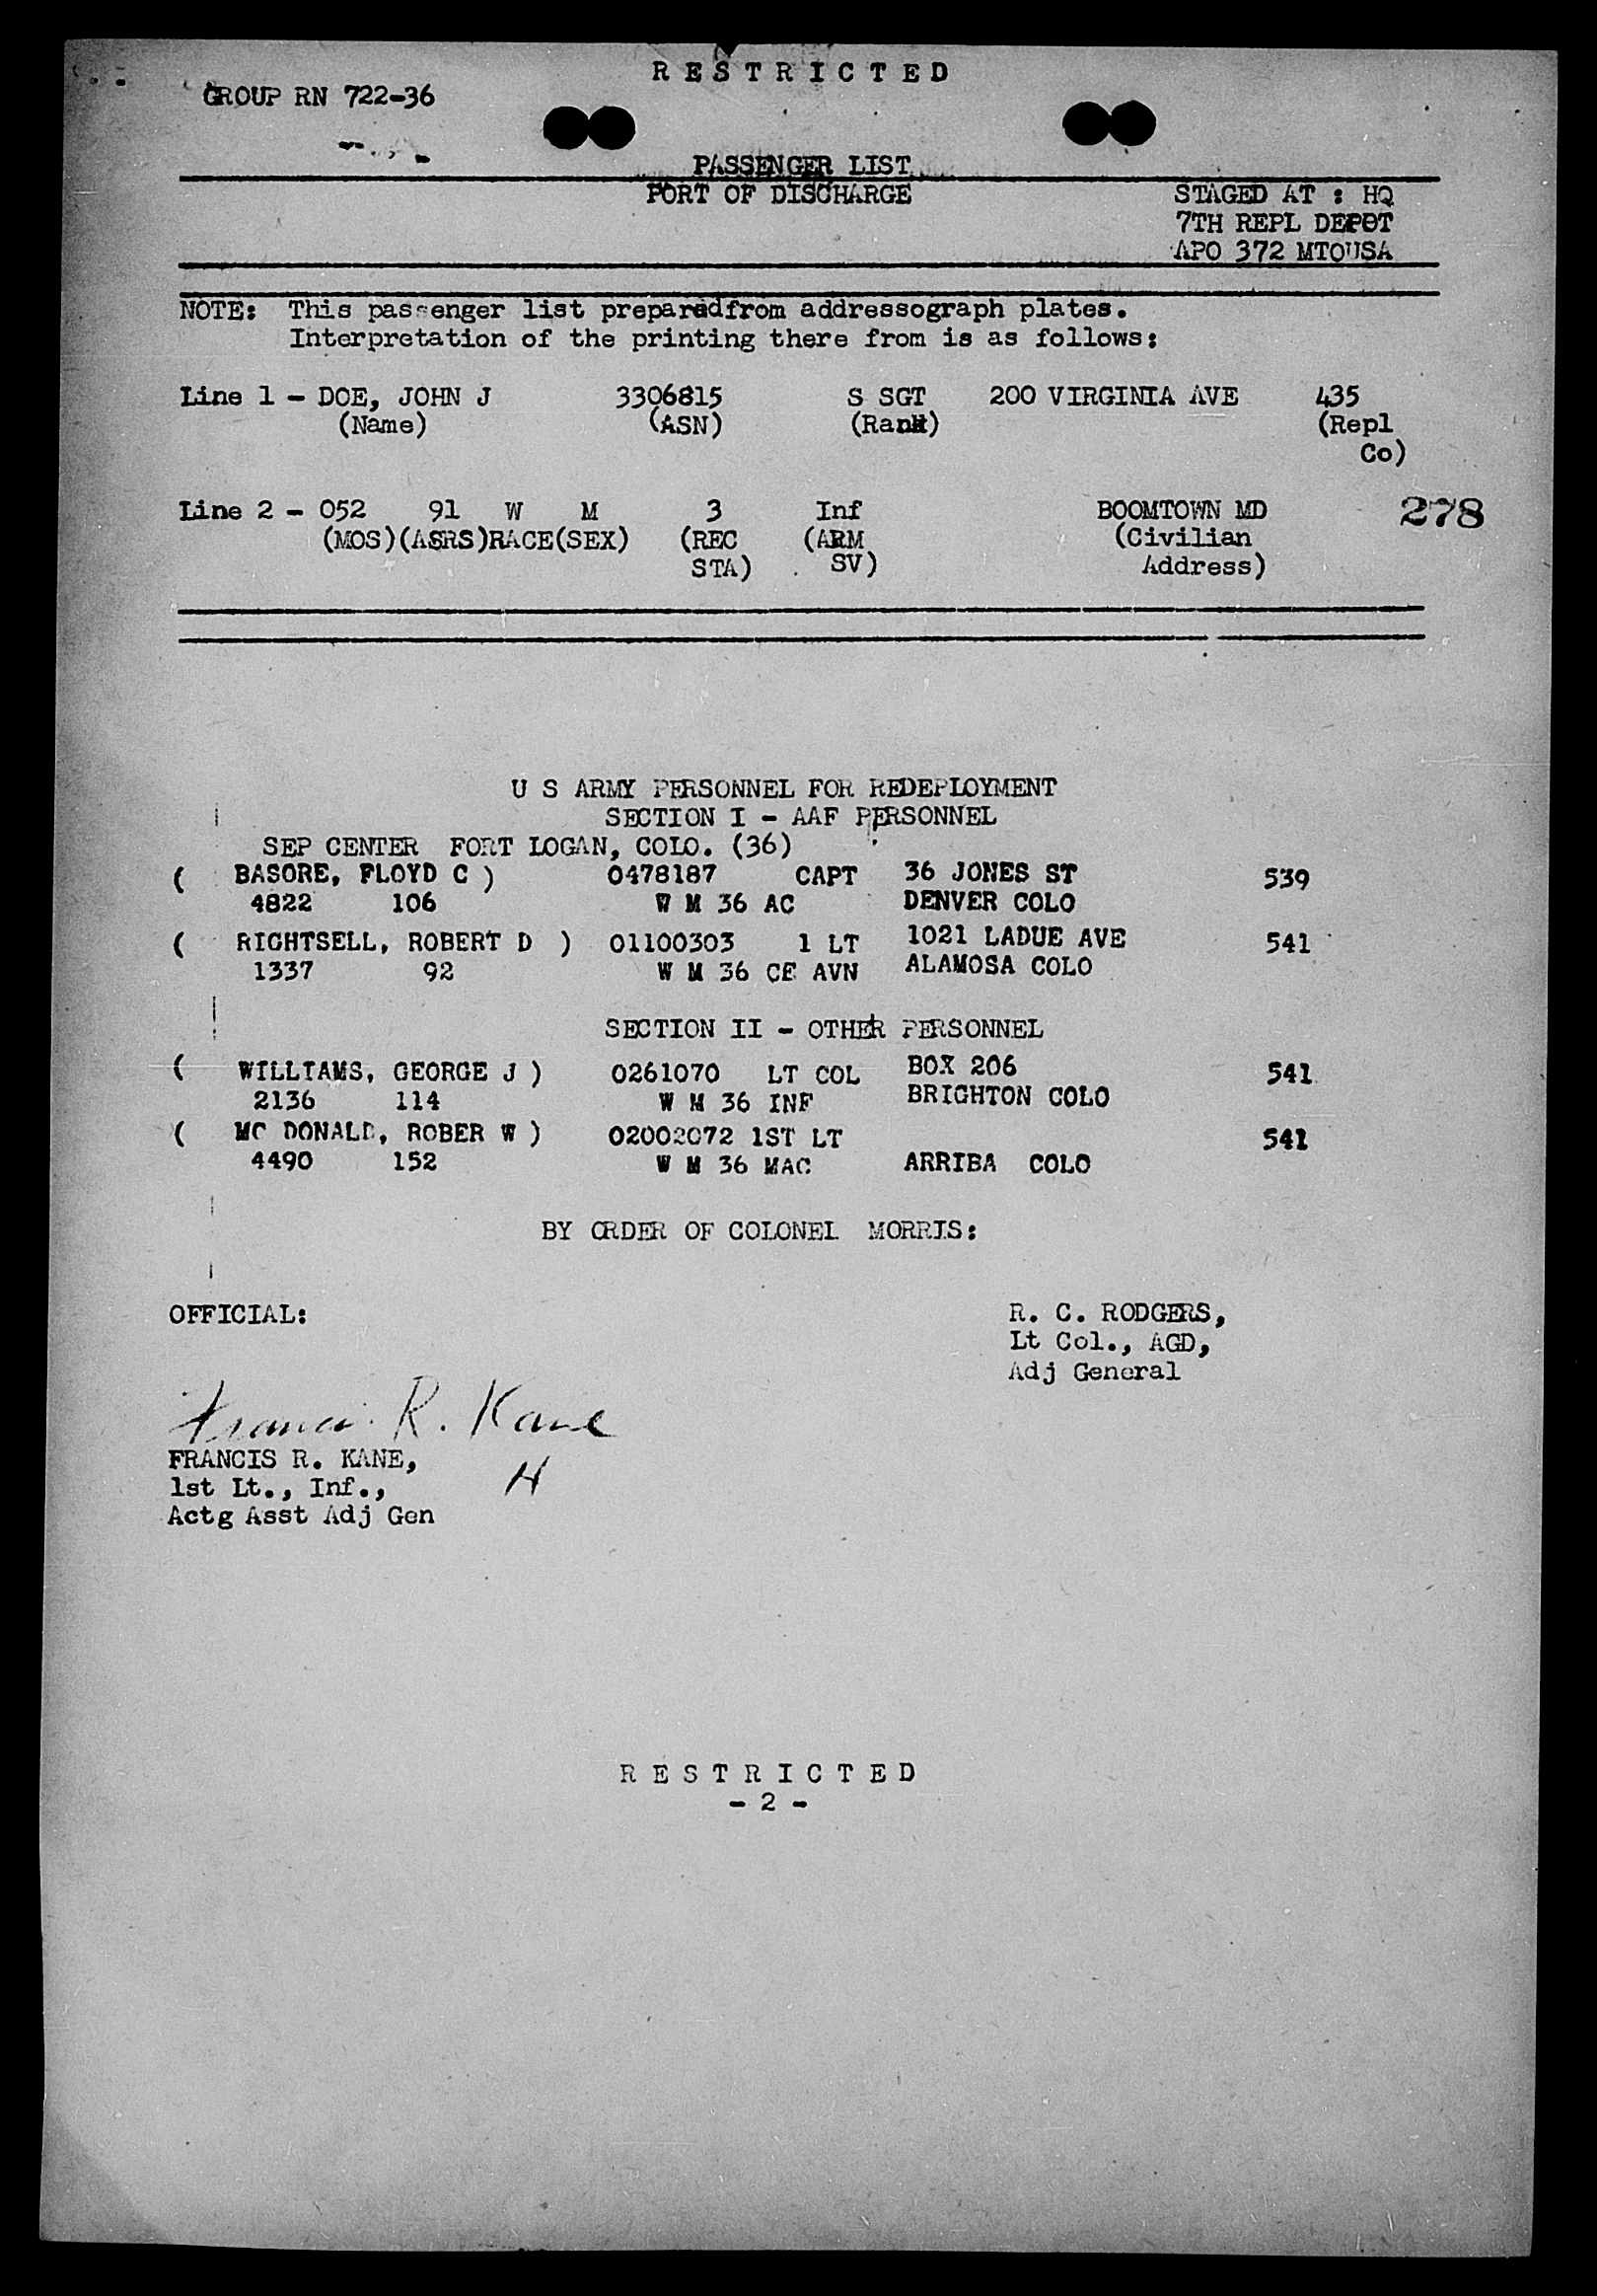 R E S T R I C T E D
GROUP RN 722-36
PASSENGER LIST
PORT OF DISCHARGE STAGED AT : HQ
7TH REPL DEPOT
APO 372 MTOUSA
NOTE: This passenger list preparedfrom addressograph plates.
Interpretation of the printing there from is as follows:
Line 1 - DOE, JOHN J 3306815 S SGT 200 VIRGINIA AVE 435
(Name) (ASN) (Rank) (Repl
Co)
Line 2 - 052 91 W M 3 Inf BOOMTOWN MD 278
(MOS)(ASRS)RACE(SEX) (REC (ARM (Civilian
STA) SV) Address)
U S ARMY PERSONNEL FOR REDEPLOYMENT
SECTION I - AAF PERSONNEL
SEP CENTER FORT LOGAN, COLO. (36)
( BASORE, FLOYD C ) 0478187 CAPT 36 JONES ST 539
4822 106 W M 36 AC DENVER COLO
( RIGHTSELL, ROBERT D ) 01100303 1 LT 1021 LADUE AVE 541
1337 92 W M 36 CE AVN ALAMOSA COLO
SECTION II - OTHER PERSONNEL
( WILLIAMS, GEORGE J ) 0261070 LT COL BOX 206 541
2136 114 W M 36 INF BRIGHTON COLO
( MC DONALD, ROBER W ) 02002072 1ST LT 541
4490 152 W M 36 MAC ARRIBA COLO
BY ORDER OF COLONEL MORRIS:
OFFICIAL: R. C. RODGERS,
Lt Col., AGD,
Adj General
Francis R. Kane
FRANCIS R. KANE,
1st Lt., Inf., H
Actg Asst Adj Gen
R E S T R I C T E D
- 2 -